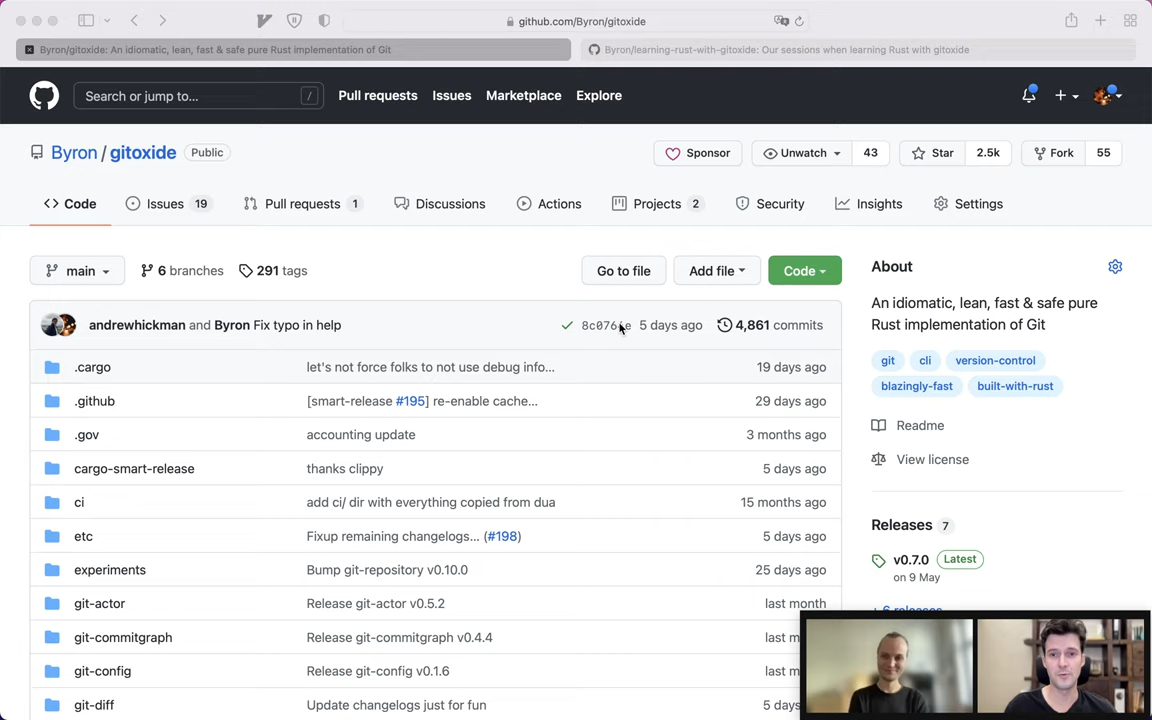 github.com/Byron/gitoxide
Byron/gitoxide: An idiomatic, lean, fast & safe pure Rust implementation of Git
Byron/learning-rust-with-gitoxide: Our sessions when learning Rust with gitoxide
Search or jump to... /
Pull requests Issues Marketplace Explore
Byron / gitoxide Public
Sponsor Unwatch 43 Star 2.5k Fork 55
Code Issues 19 Pull requests 1 Discussions Actions Projects 2 Security Insights Settings
main 6 branches 291 tags Go to file Add file Code
andrewhickman and Byron Fix typo in help 5 days ago 4,861 commits
.cargo let's not force folks to not use debug info... 19 days ago
.github [smart-release #195] re-enable cache... 29 days ago
.gov accounting update 3 months ago
cargo-smart-release thanks clippy 5 days ago
ci add ci/ dir with everything copied from dua 15 months ago
etc Fixup remaining changelogs... (#198) 5 days ago
experiments Bump git-repository v0.10.0 25 days ago
git-actor Release git-actor v0.5.2 last month
git-commitgraph Release git-commitgraph v0.4.4 last m
git-config Release git-config v0.1.6 last m
git-diff Update changelogs just for fun 5 days
About
An idiomatic, lean, fast & safe pure
Rust implementation of Git
git cli version-control
blazingly-fast built-with-rust
Readme
View license
Releases 7
v0.7.0 Latest
on 9 May
+ 6 releases